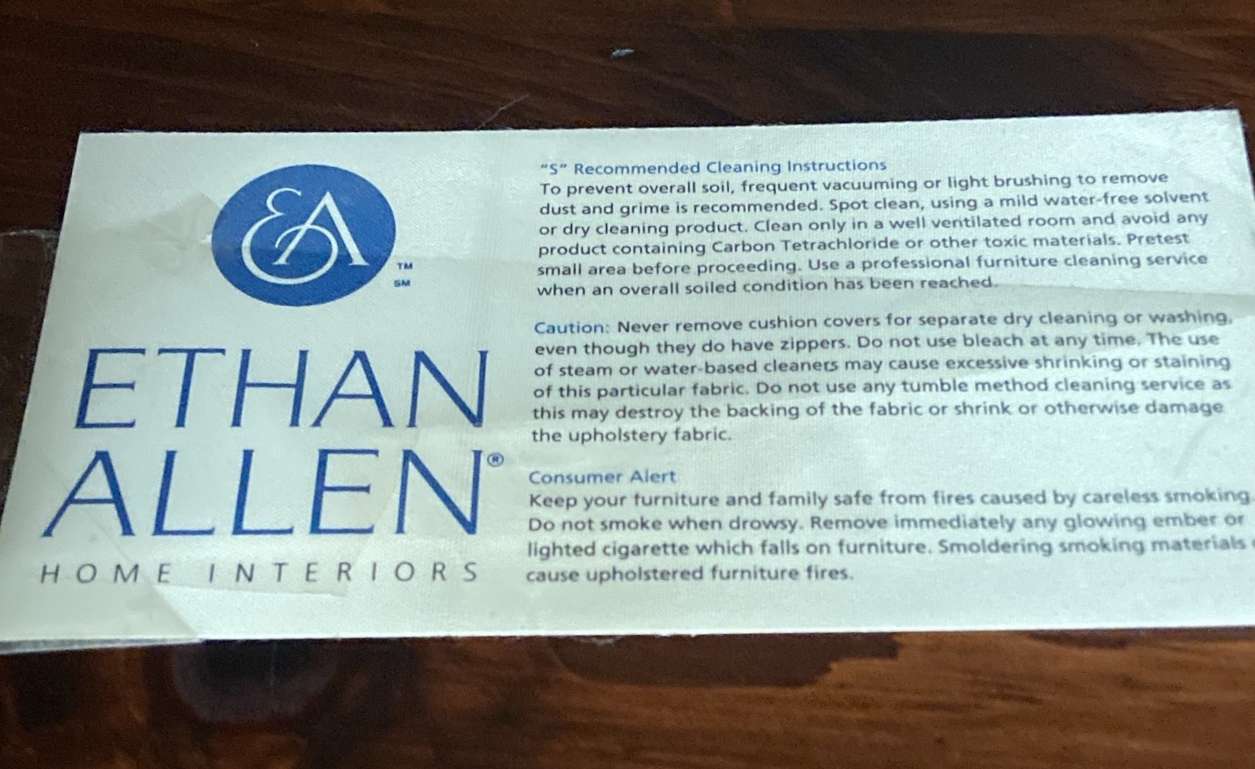 EA
TM
SM
ETHAN
ALLEN®
HOME INTERIORS
"S" Recommended Cleaning Instructions
To prevent overall soil, frequent vacuuming or light brushing to remove
dust and grime is recommended. Spot clean, using a mild water-free solvent
or dry cleaning product. Clean only in a well ventilated room and avoid any
product containing Carbon Tetrachloride or other toxic materials. Pretest
small area before proceeding. Use a professional furniture cleaning service
when an overall soiled condition has been reached.
Caution: Never remove cushion covers for separate dry cleaning or washing,
even though they do have zippers. Do not use bleach at any time. The use
of steam or water-based cleaners may cause excessive shrinking or staining
of this particular fabric. Do not use any tumble method cleaning service as
this may destroy the backing of the fabric or shrink or otherwise damage
the upholstery fabric.
Consumer Alert
Keep your furniture and family safe from fires caused by careless smoking
Do not smoke when drowsy. Remove immediately any glowing ember or
lighted cigarette which falls on furniture. Smoldering smoking materials
cause upholstered furniture fires.